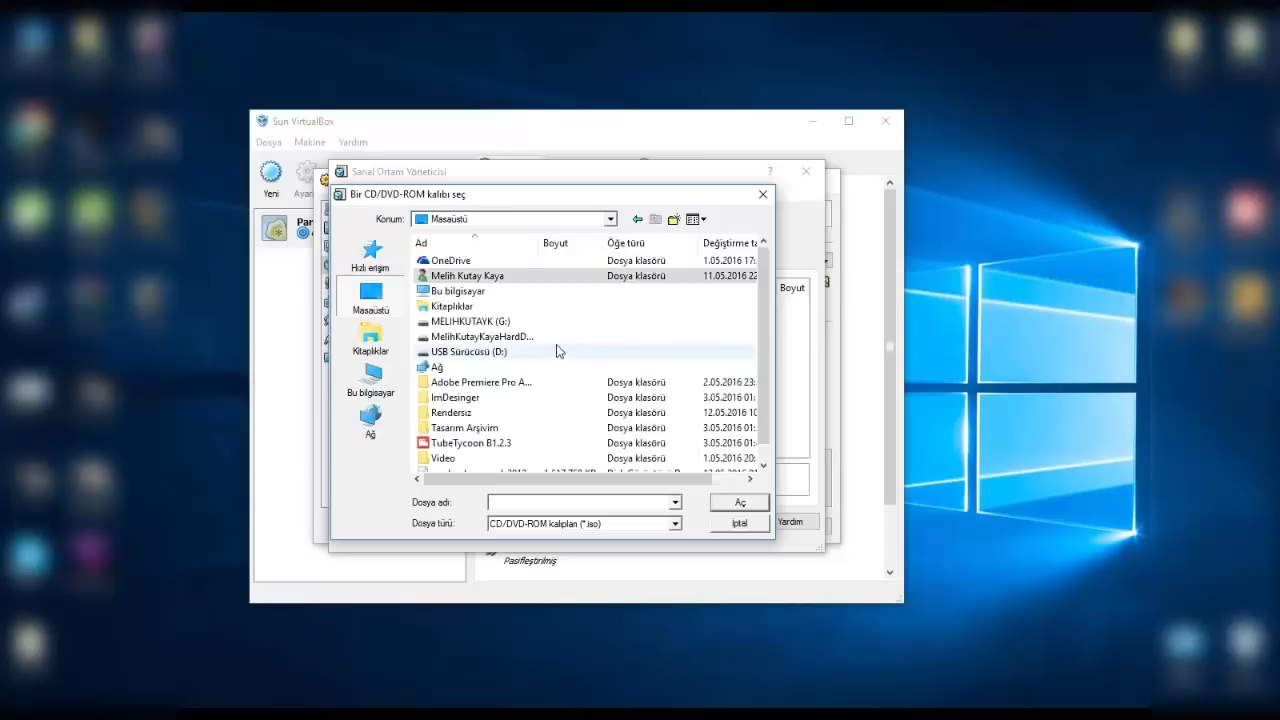 Sun VirtualBox
Dosya Makine Yardım
Yeni
Sanal Ortam Yöneticisi ?
Bir CD/DVD-ROM kalıbı seç
Konum: Masaüstü
Ad Boyut Öğe türü Değiştirme ta
OneDrive Dosya klasörü 1.05.2016 17:
Melih Kutay Kaya Dosya klasörü 11.05.2016 22
Bu bilgisayar
Kitaplıklar
MELIHKUTAYK (G:)
MelihKutayKayaHardD...
USB Sürücüsü (D:)
Ağ
Adobe Premiere Pro A... Dosya klasörü 2.05.2016 23:
ImDesinger Dosya klasörü 3.05.2016 01:
Rendersız Dosya klasörü 12.05.2016 10
Tasarım Arşivim Dosya klasörü 3.05.2016 01:
TubeTycoon B1.2.3 Dosya klasörü 3.05.2016 01:
Video Dosya klasörü 1.05.2016 20:
Hızlı erişim
Masaüstü
Kitaplıklar
Bu bilgisayar
Ağ
Dosya adı: Aç
Dosya türü: CD/DVD-ROM kalıpları (*.iso) İptal
Boyut
Yardım
Pasifleştirilmiş